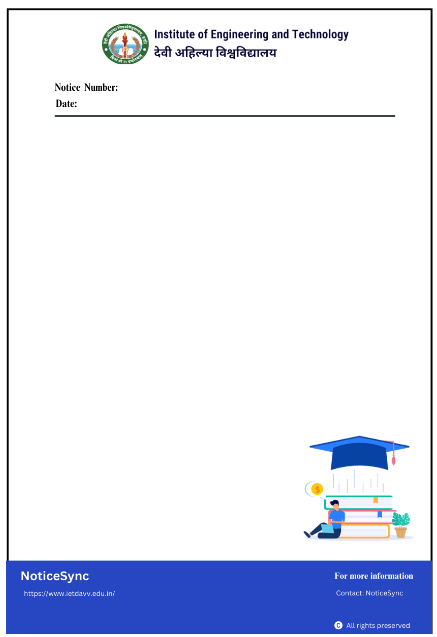 Institute of Engineering and Technology
देवी अहिल्या विश्वविद्यालय
Notice Number:
Date:
NoticeSync
https://www.ietdavv.edu.in/
For more information
Contact NoticeSync
All rights preserved